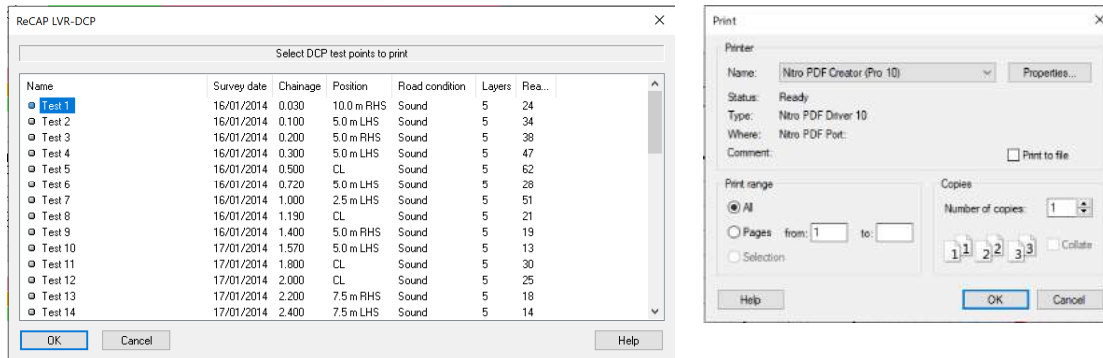 ReCAP LVR-DCP
Select DCP test points to print
Name Survey date Chainage Position Road condition Layers Rea...
Test 1 16/01/2014 0.030 10.0 m RHS Sound 5 24
Test 2 16/01/2014 0.100 5.0 m LHS Sound 5 34
Test 3 16/01/2014 0.200 5.0 m RHS Sound 5 38
Test 4 16/01/2014 0.300 5.0 m LHS Sound 5 47
Test 5 16/01/2014 0.500 CL Sound 5 62
Test 6 16/01/2014 0.720 5.0 m LHS Sound 5 28
Test 7 16/01/2014 1.000 2.5 m LHS Sound 5 51
Test 8 16/01/2014 1.190 CL Sound 5 21
Test 9 16/01/2014 1.400 5.0 m RHS Sound 5 19
Test 10 17/01/2014 1.570 5.0 m LHS Sound 5 13
Test 11 17/01/2014 1.800 CL Sound 5 30
Test 12 17/01/2014 2.000 CL Sound 5 25
Test 13 17/01/2014 2.200 7.5 m RHS Sound 5 18
Test 14 17/01/2014 2.400 7.5 m LHS Sound 5 14
OK Cancel Help
Print
Printer
Name: Nitro PDF Creator (Pro 10) Properties...
Status: Ready
Type: Nitro PDF Driver 10
Where: Nitro PDF Port:
Comment: Print to file
Print range
All
Pages from: 1 to:
Selection
Copies
Number of copies: 1
1 1 2 2 3 3 Collate
Help OK Cancel